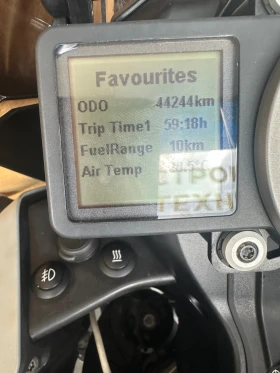 Favourites
ODO 44244km
Trip Time1 59:18h
FuelRange 10km
Air Temp